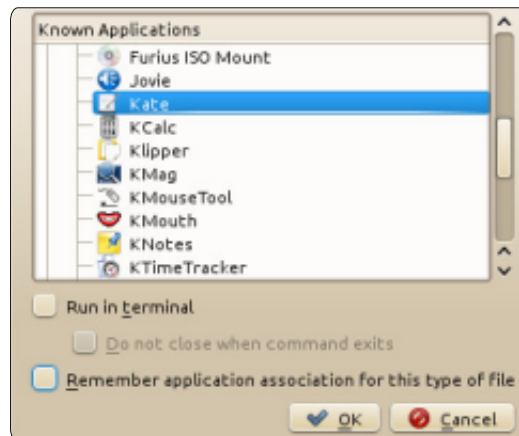 Known Applications
Furius ISO Mount
Jovie
Kate
KCalc
Klipper
KMag
KMouseTool
KMouth
KNotes
KTimeTracker
Run in terminal
Do not close when command exits
Remember application association for this type of file
OK
Cancel